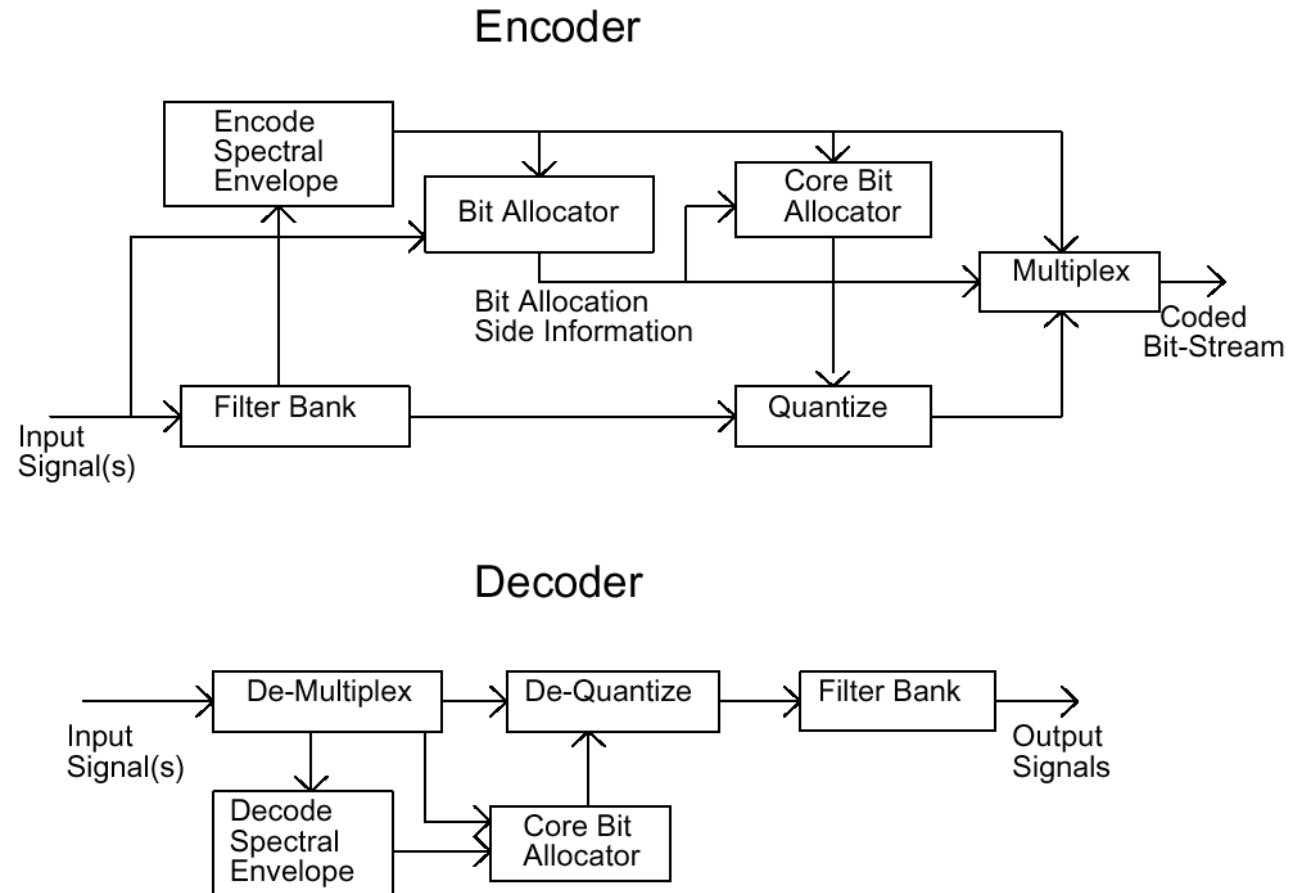 Encoder
Encode
Spectral
Envelope
Bit Allocator
Core Bit
Allocator
Multiplex
Bit Allocation
Side Information
Coded
Bit-Stream
Filter Bank
Quantize
Input
Signal(s)
Decoder
De-Multiplex
De-Quantize
Filter Bank
Input
Signal(s)
Output
Signals
Decode
Spectral
Envelope
Core Bit
Allocator